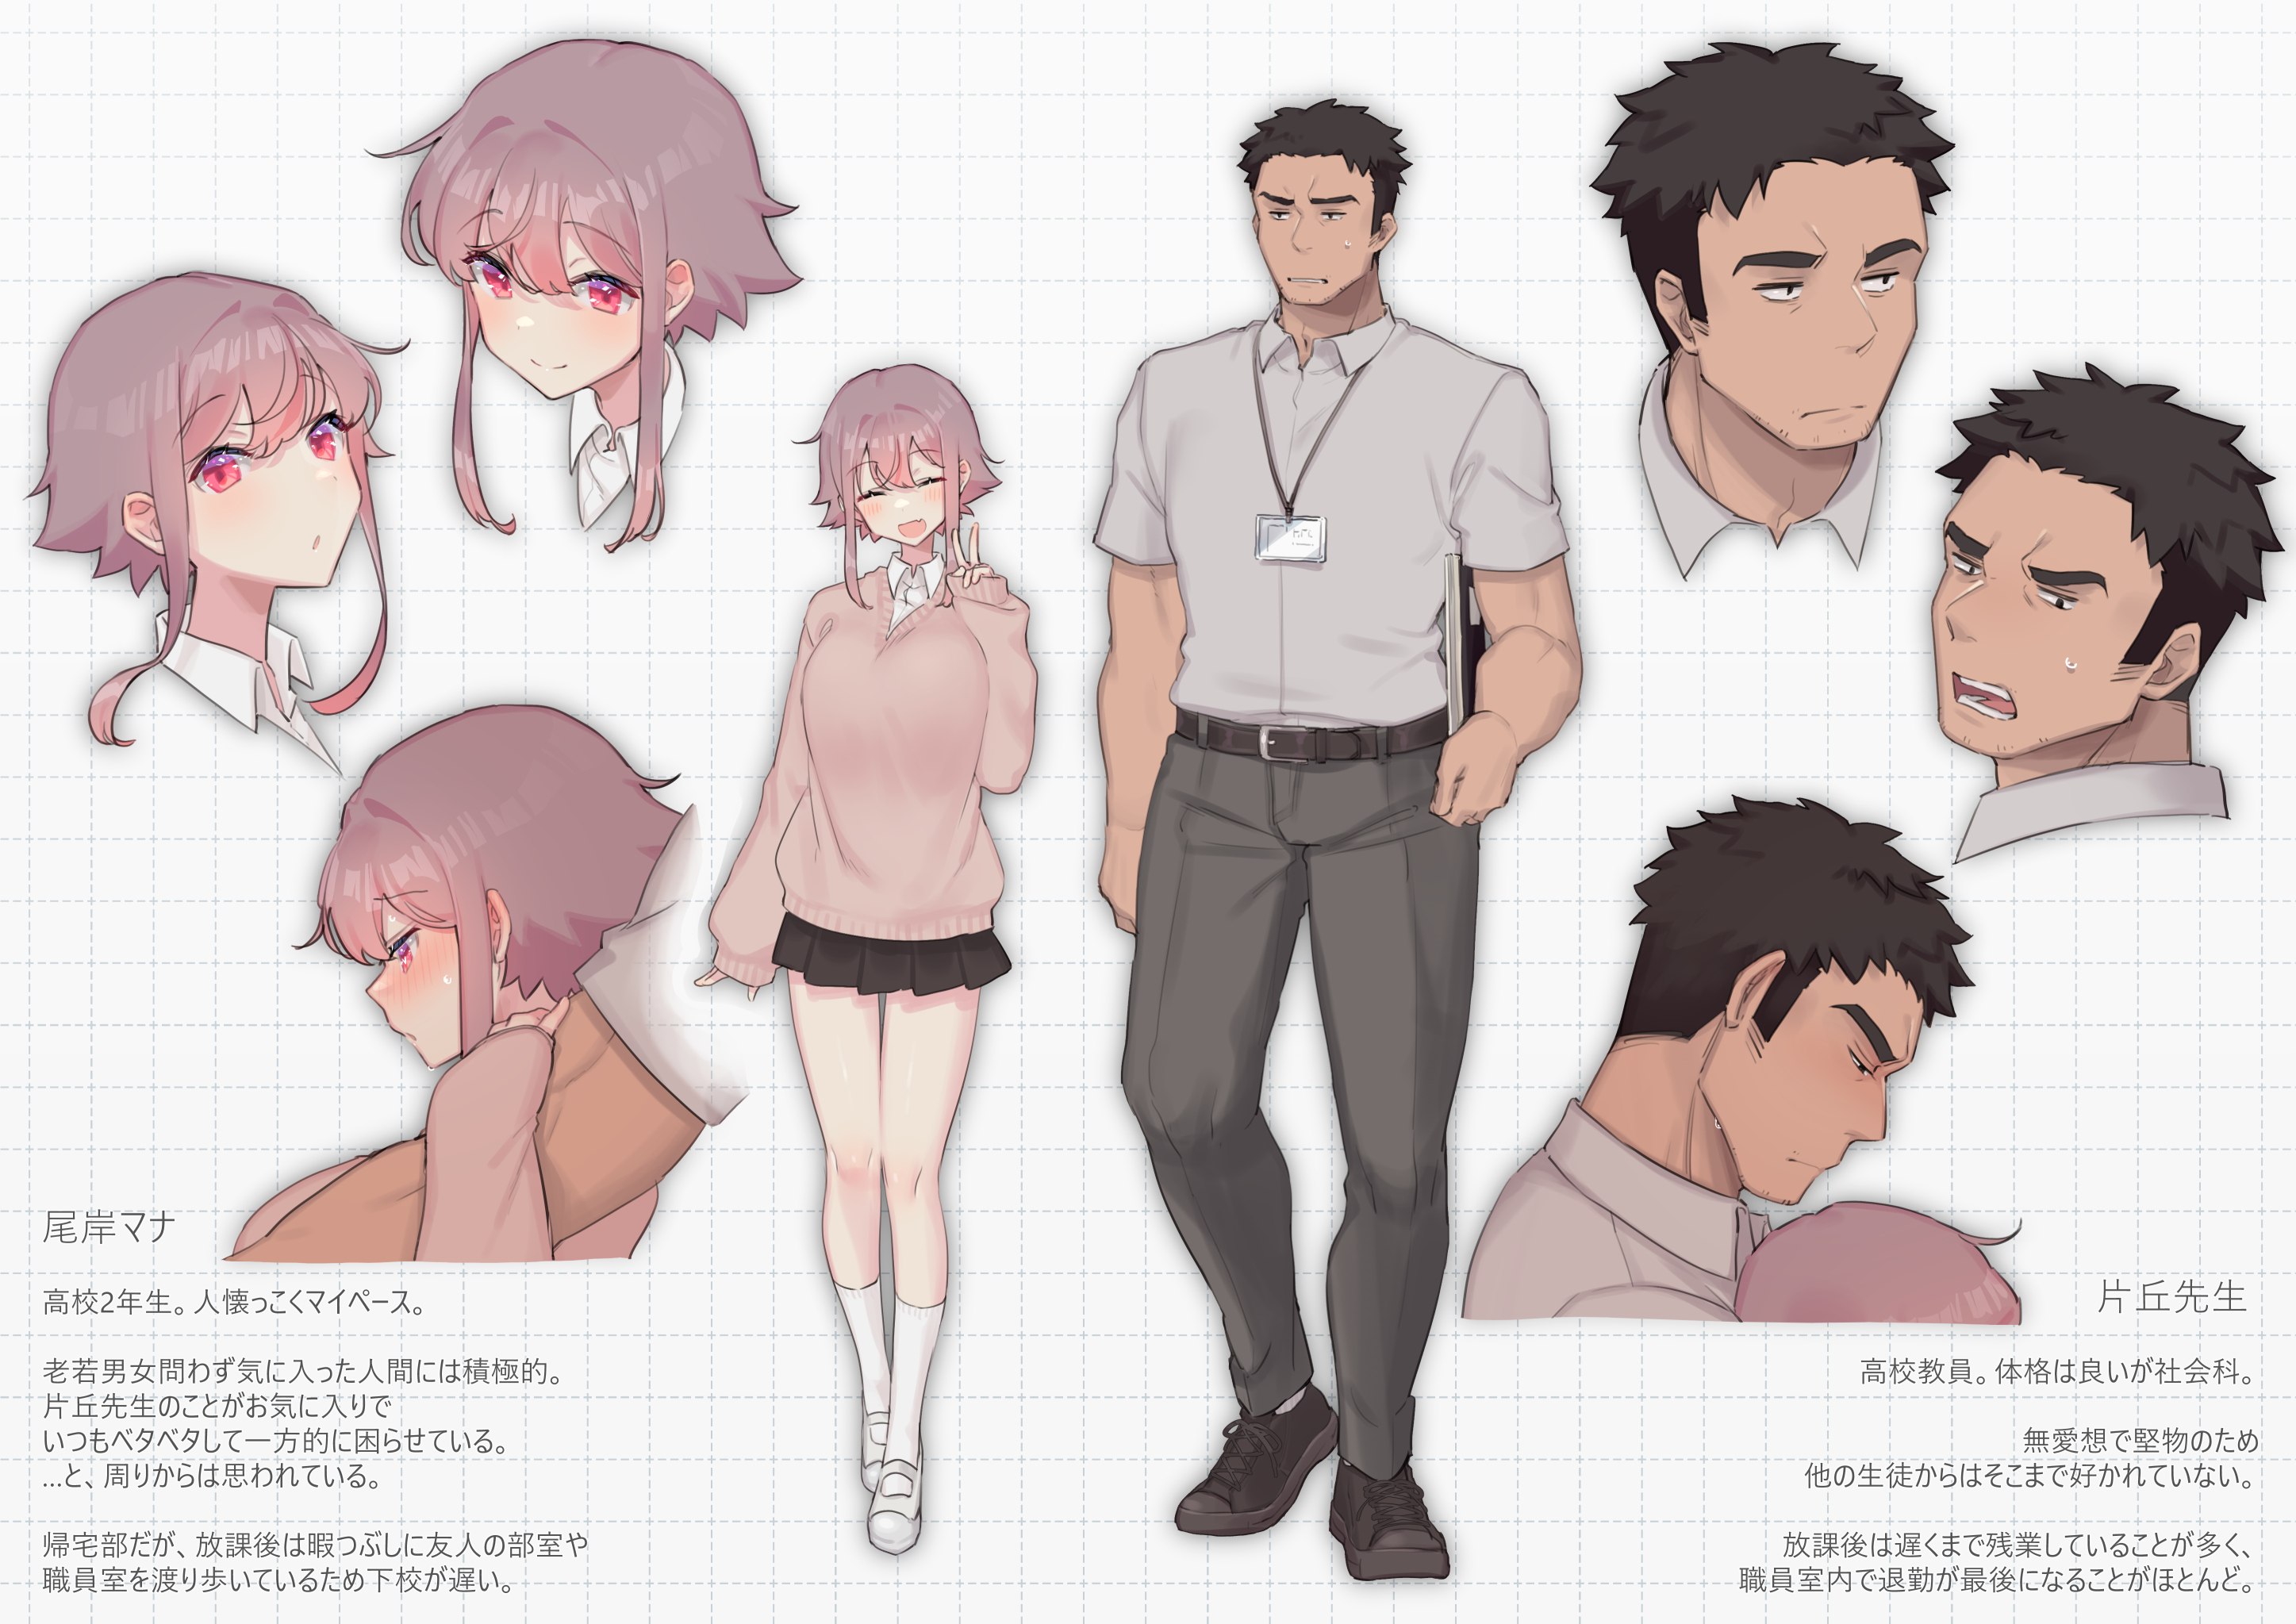 尾岸マナ
高校2年生。人懐っこくマイペース。
老若男女問わず気に入った人間には積極的。
片丘先生のことがお気に入りで
いつもベタベタして一方的に困らせている。
…と、周りからは思われている。
帰宅部だが、放課後は暇つぶしに友人の部室や
職員室を渡り歩いているため下校が遅い。
片丘先生
高校教員。体格は良いが社会科。
無愛想で堅物のため
他の生徒からはそこまで好かれていない。
放課後は遅くまで残業していることが多く、
職員室内で退勤が最後になることがほとんど。